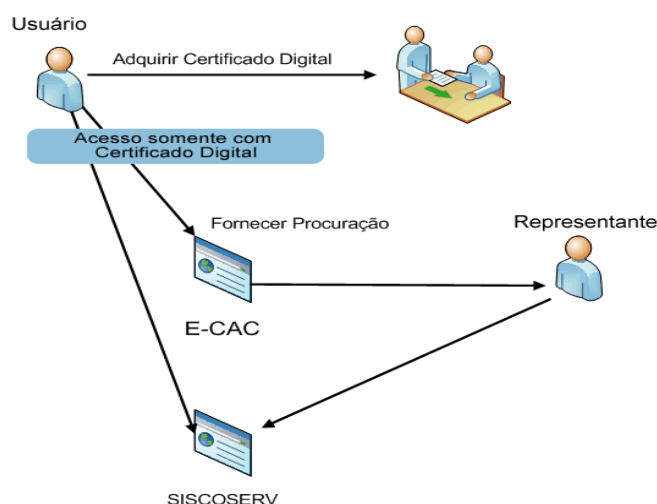 Usuário
Adquirir Certificado Digital
Acesso somente com
Certificado Digital
Fornecer Procuração
Representante
E-CAC
SISCOSERV